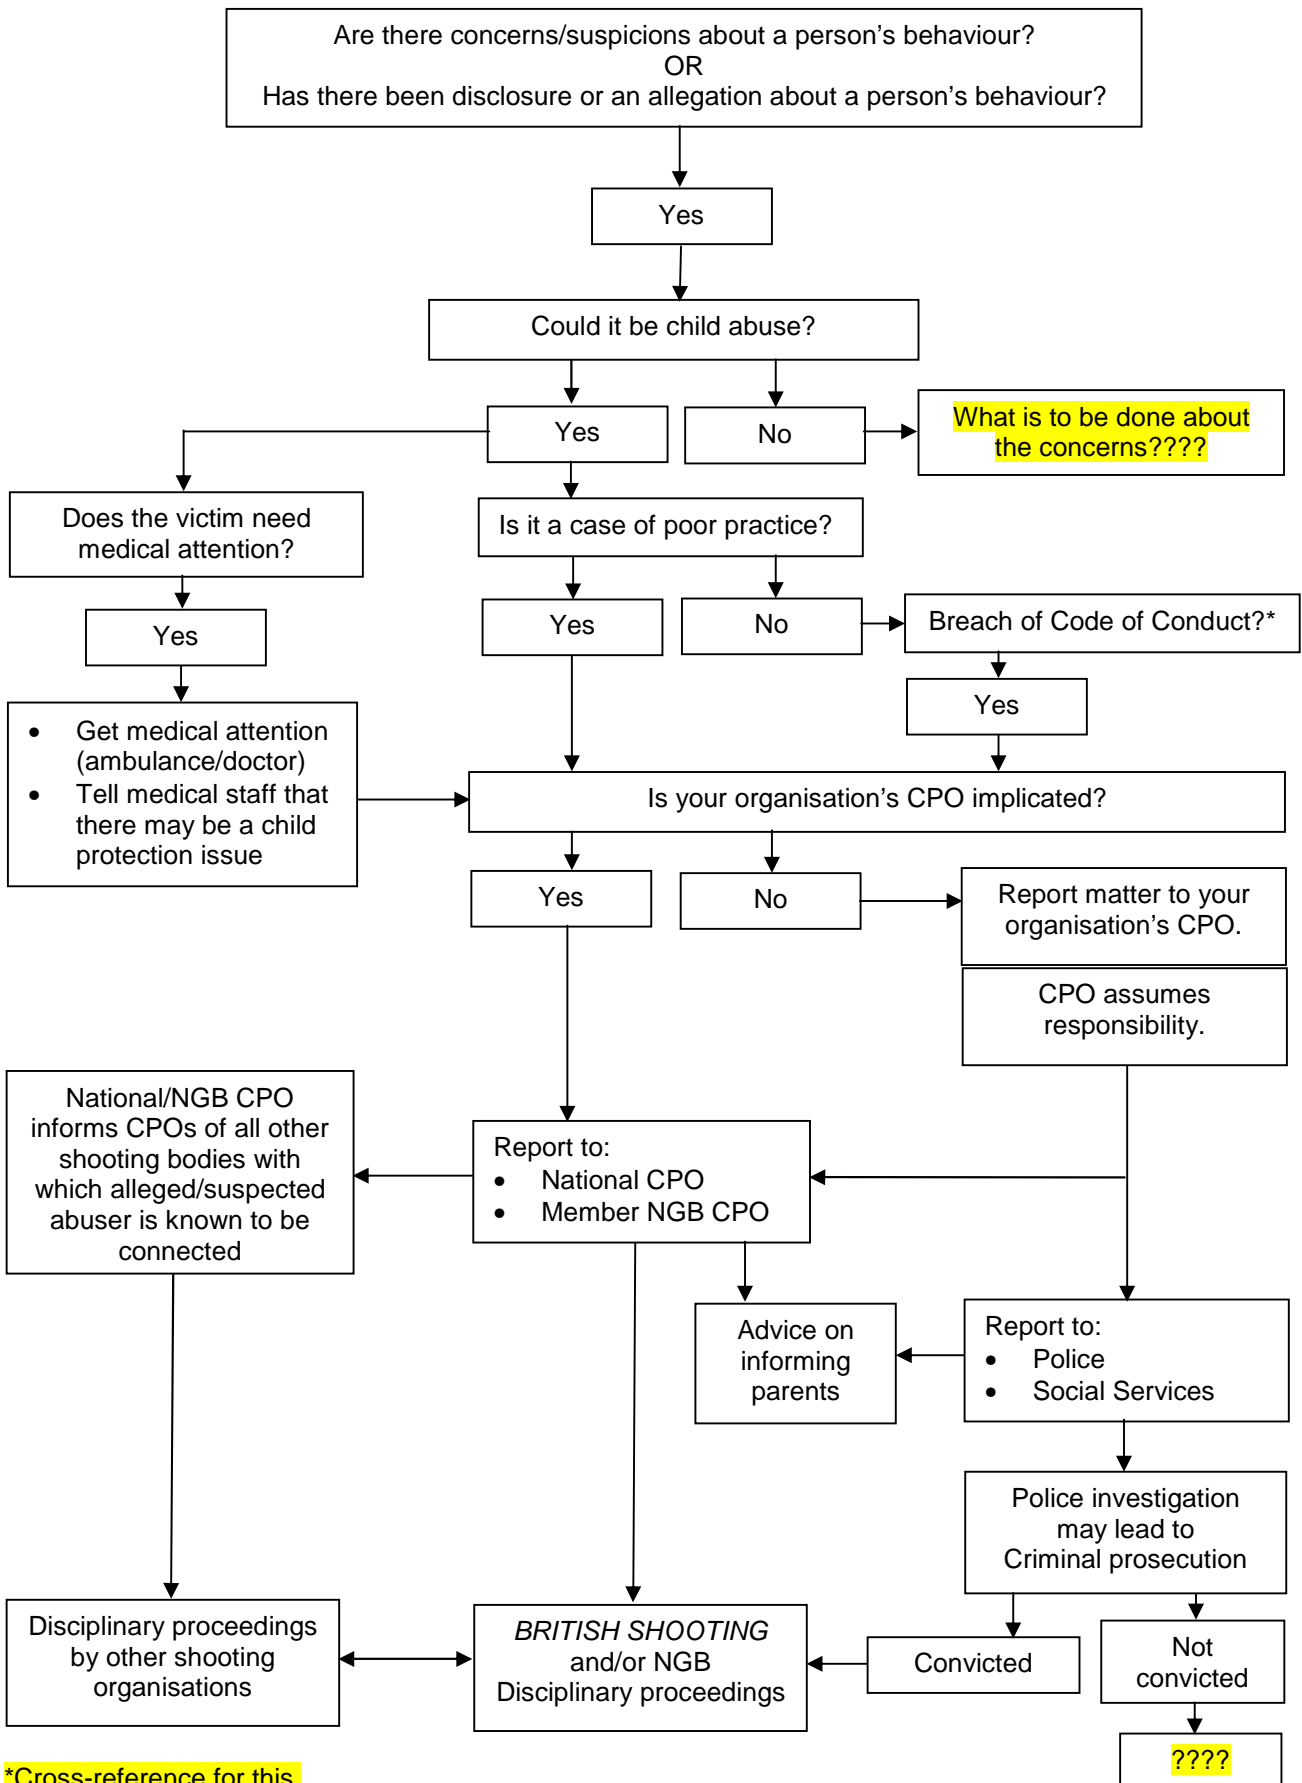 Are there concerns/suspicions about a person's behaviour?
OR
Has there been disclosure or an allegation about a person's behaviour?
Yes
Could it be child abuse?
Yes
No
What is to be done about
the concerns????
Does the victim need
medical attention?
Is it a case of poor practice?
Yes
Yes
No
Breach of Code of Conduct?*
Yes
• Get medical attention
(ambulance/doctor)
• Tell medical staff that
there may be a child
protection issue
Is your organisation's CPO implicated?
Yes
No
Report matter to your
organisation's CPO.
CPO assumes
responsibility.
National/NGB CPO
informs CPOs of all other
shooting bodies with
which alleged/suspected
abuser is known to be
connected
Report to:
• National CPO
• Member NGB CPO
Advice on
informing
parents
Report to:
• Police
• Social Services
Police investigation
may lead to
Criminal prosecution
Disciplinary proceedings
by other shooting
organisations
BRITISH SHOOTING
and/or NGB
Disciplinary proceedings
Convicted
Not
convicted
????
*Cross-reference for this